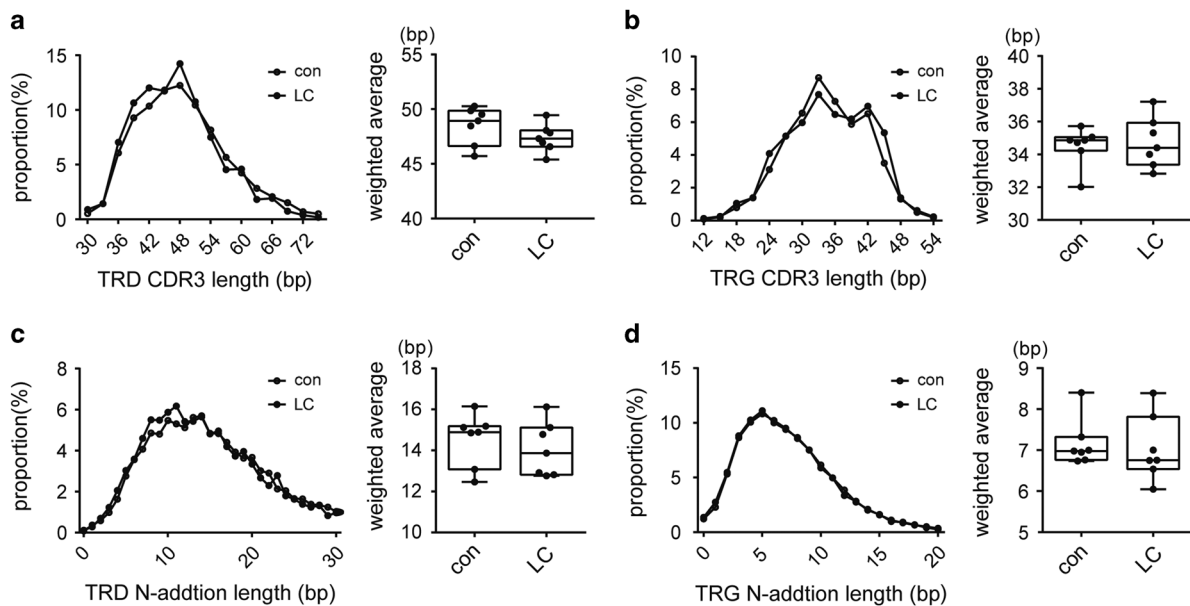 a
proportion(%)
15
10
5
0
30 36 42 48 54 60 66 72
TRD CDR3 length (bp)
con
LC
(bp)
weighted average
55
50
45
40
con LC
b
proportion(%)
10
8
6
4
2
0
12 18 24 30 36 42 48 54
TRG CDR3 length (bp)
con
LC
(bp)
weighted average
40
38
36
34
32
30
con LC
c
proportion(%)
8
6
4
2
0
0 10 20 30
TRD N-addtion length (bp)
con
LC
(bp)
weighted average
18
16
14
12
10
con LC
d
proportion(%)
15
10
5
0
0 5 10 15 20
TRG N-addtion length (bp)
con
LC
(bp)
weighted average
9
8
7
6
5
con LC